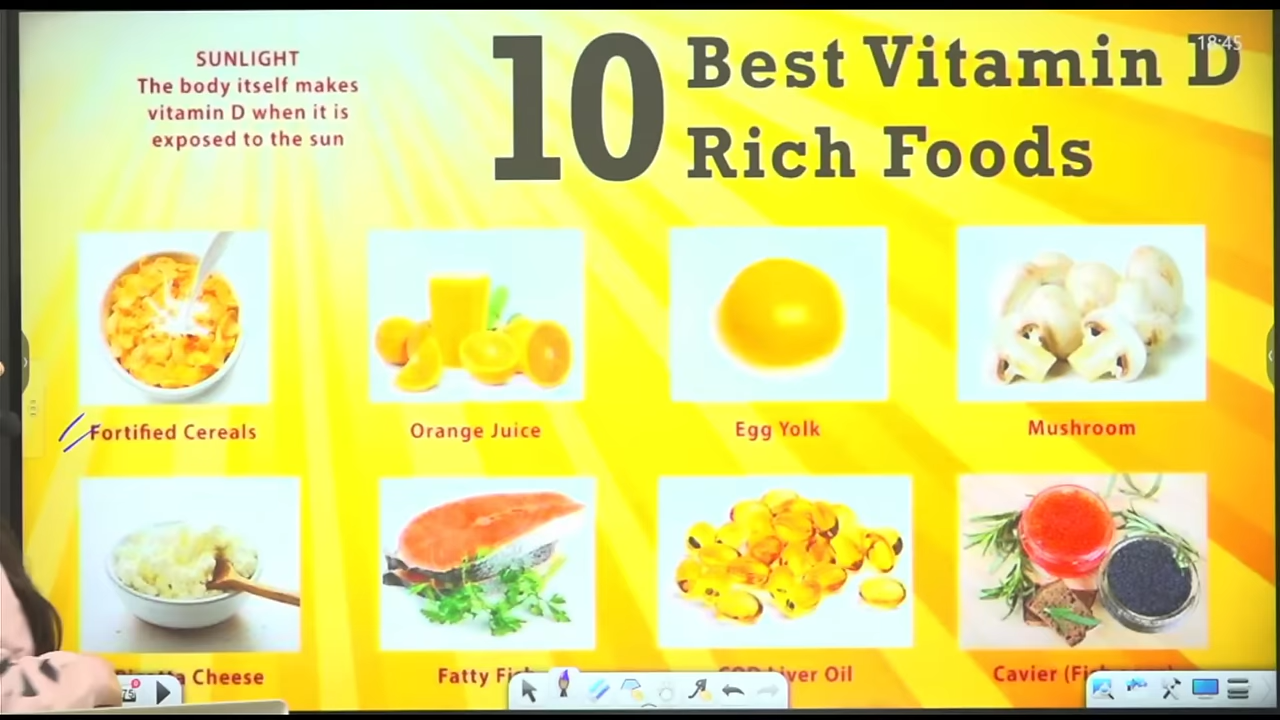 SUNLIGHT
The body itself makes
vitamin D when it is
exposed to the sun
10
Best Vitamin D
Rich Foods
18:45
Fortified Cereals
Orange Juice
Egg Yolk
Mushroom
Cheese
Fatty
Oil
Cavier